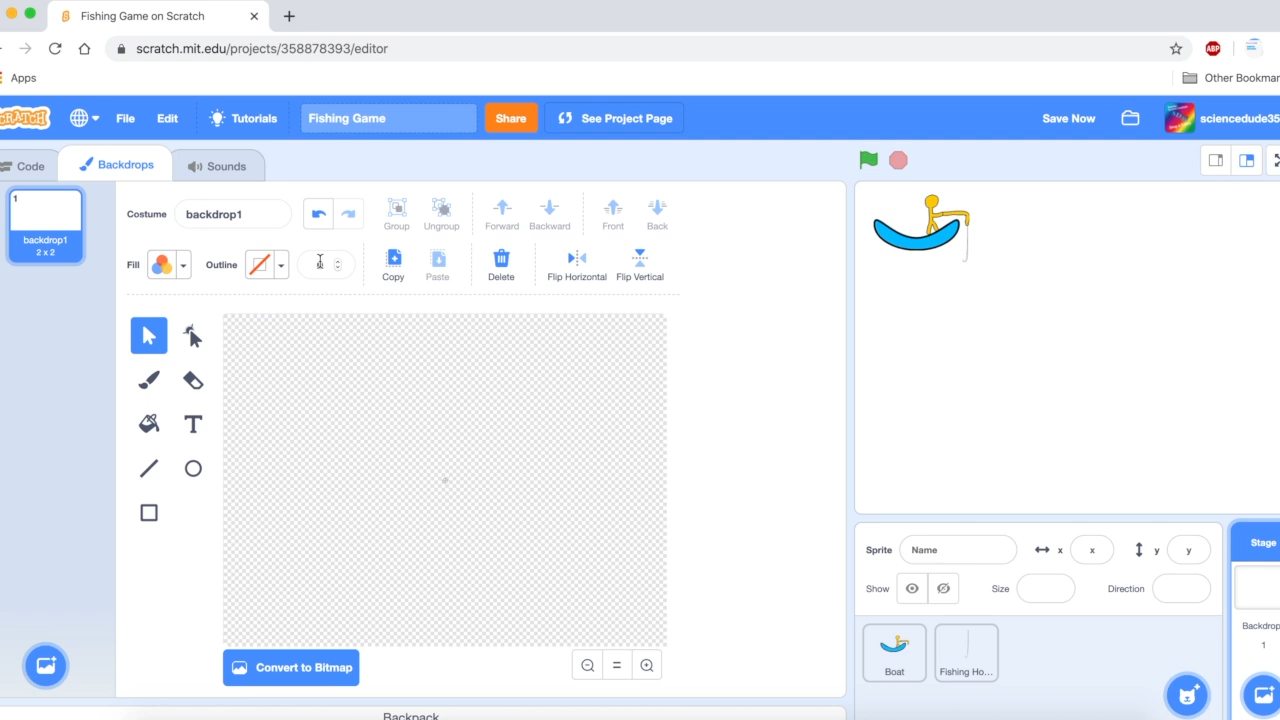 Fishing Game on Scratch
scratch.mit.edu/projects/358878393/editor
ABP
Apps
Other Bookmar
SCRATCH
File
Edit
Tutorials
Fishing Game
Share
See Project Page
Save Now
sciencedude35
Code
Backdrops
Sounds
1
backdrop1
2 x 2
Costume
backdrop1
Group
Ungroup
Forward
Backward
Front
Back
Fill
Outline
Copy
Paste
Delete
Flip Horizontal
Flip Vertical
T
Convert to Bitmap
Backpack
Sprite
Name
x
x
y
y
Show
Size
Direction
Boat
Fishing Ho...
Stage
Backdrop
1